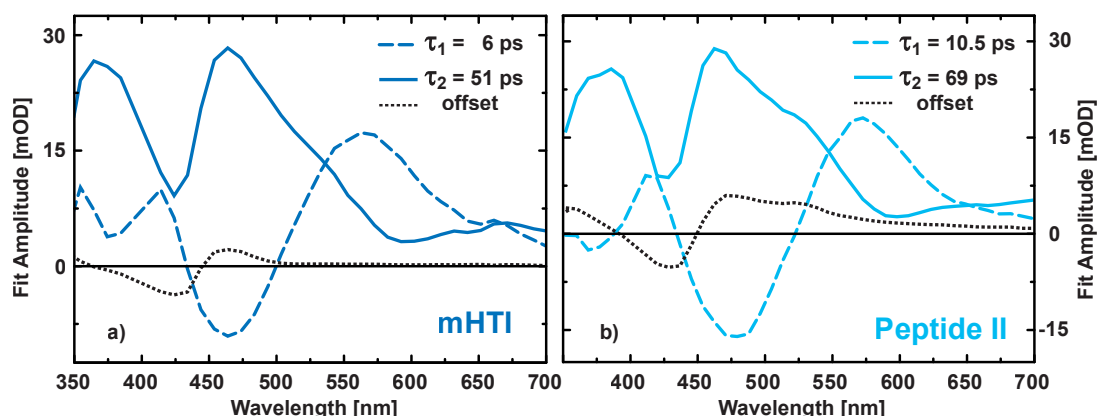 30
15
0
Fit Amplitude [mOD]
τ1 = 6 ps
τ2 = 51 ps
offset
a)
mHTI
350 400 450 500 550 600 650 700
Wavelength [nm]
τ1 = 10.5 ps
τ2 = 69 ps
offset
b)
Peptide II
400 450 500 550 600 650 700
Wavelength [nm]
30
15
0
-15
Fit Amplitude [mOD]